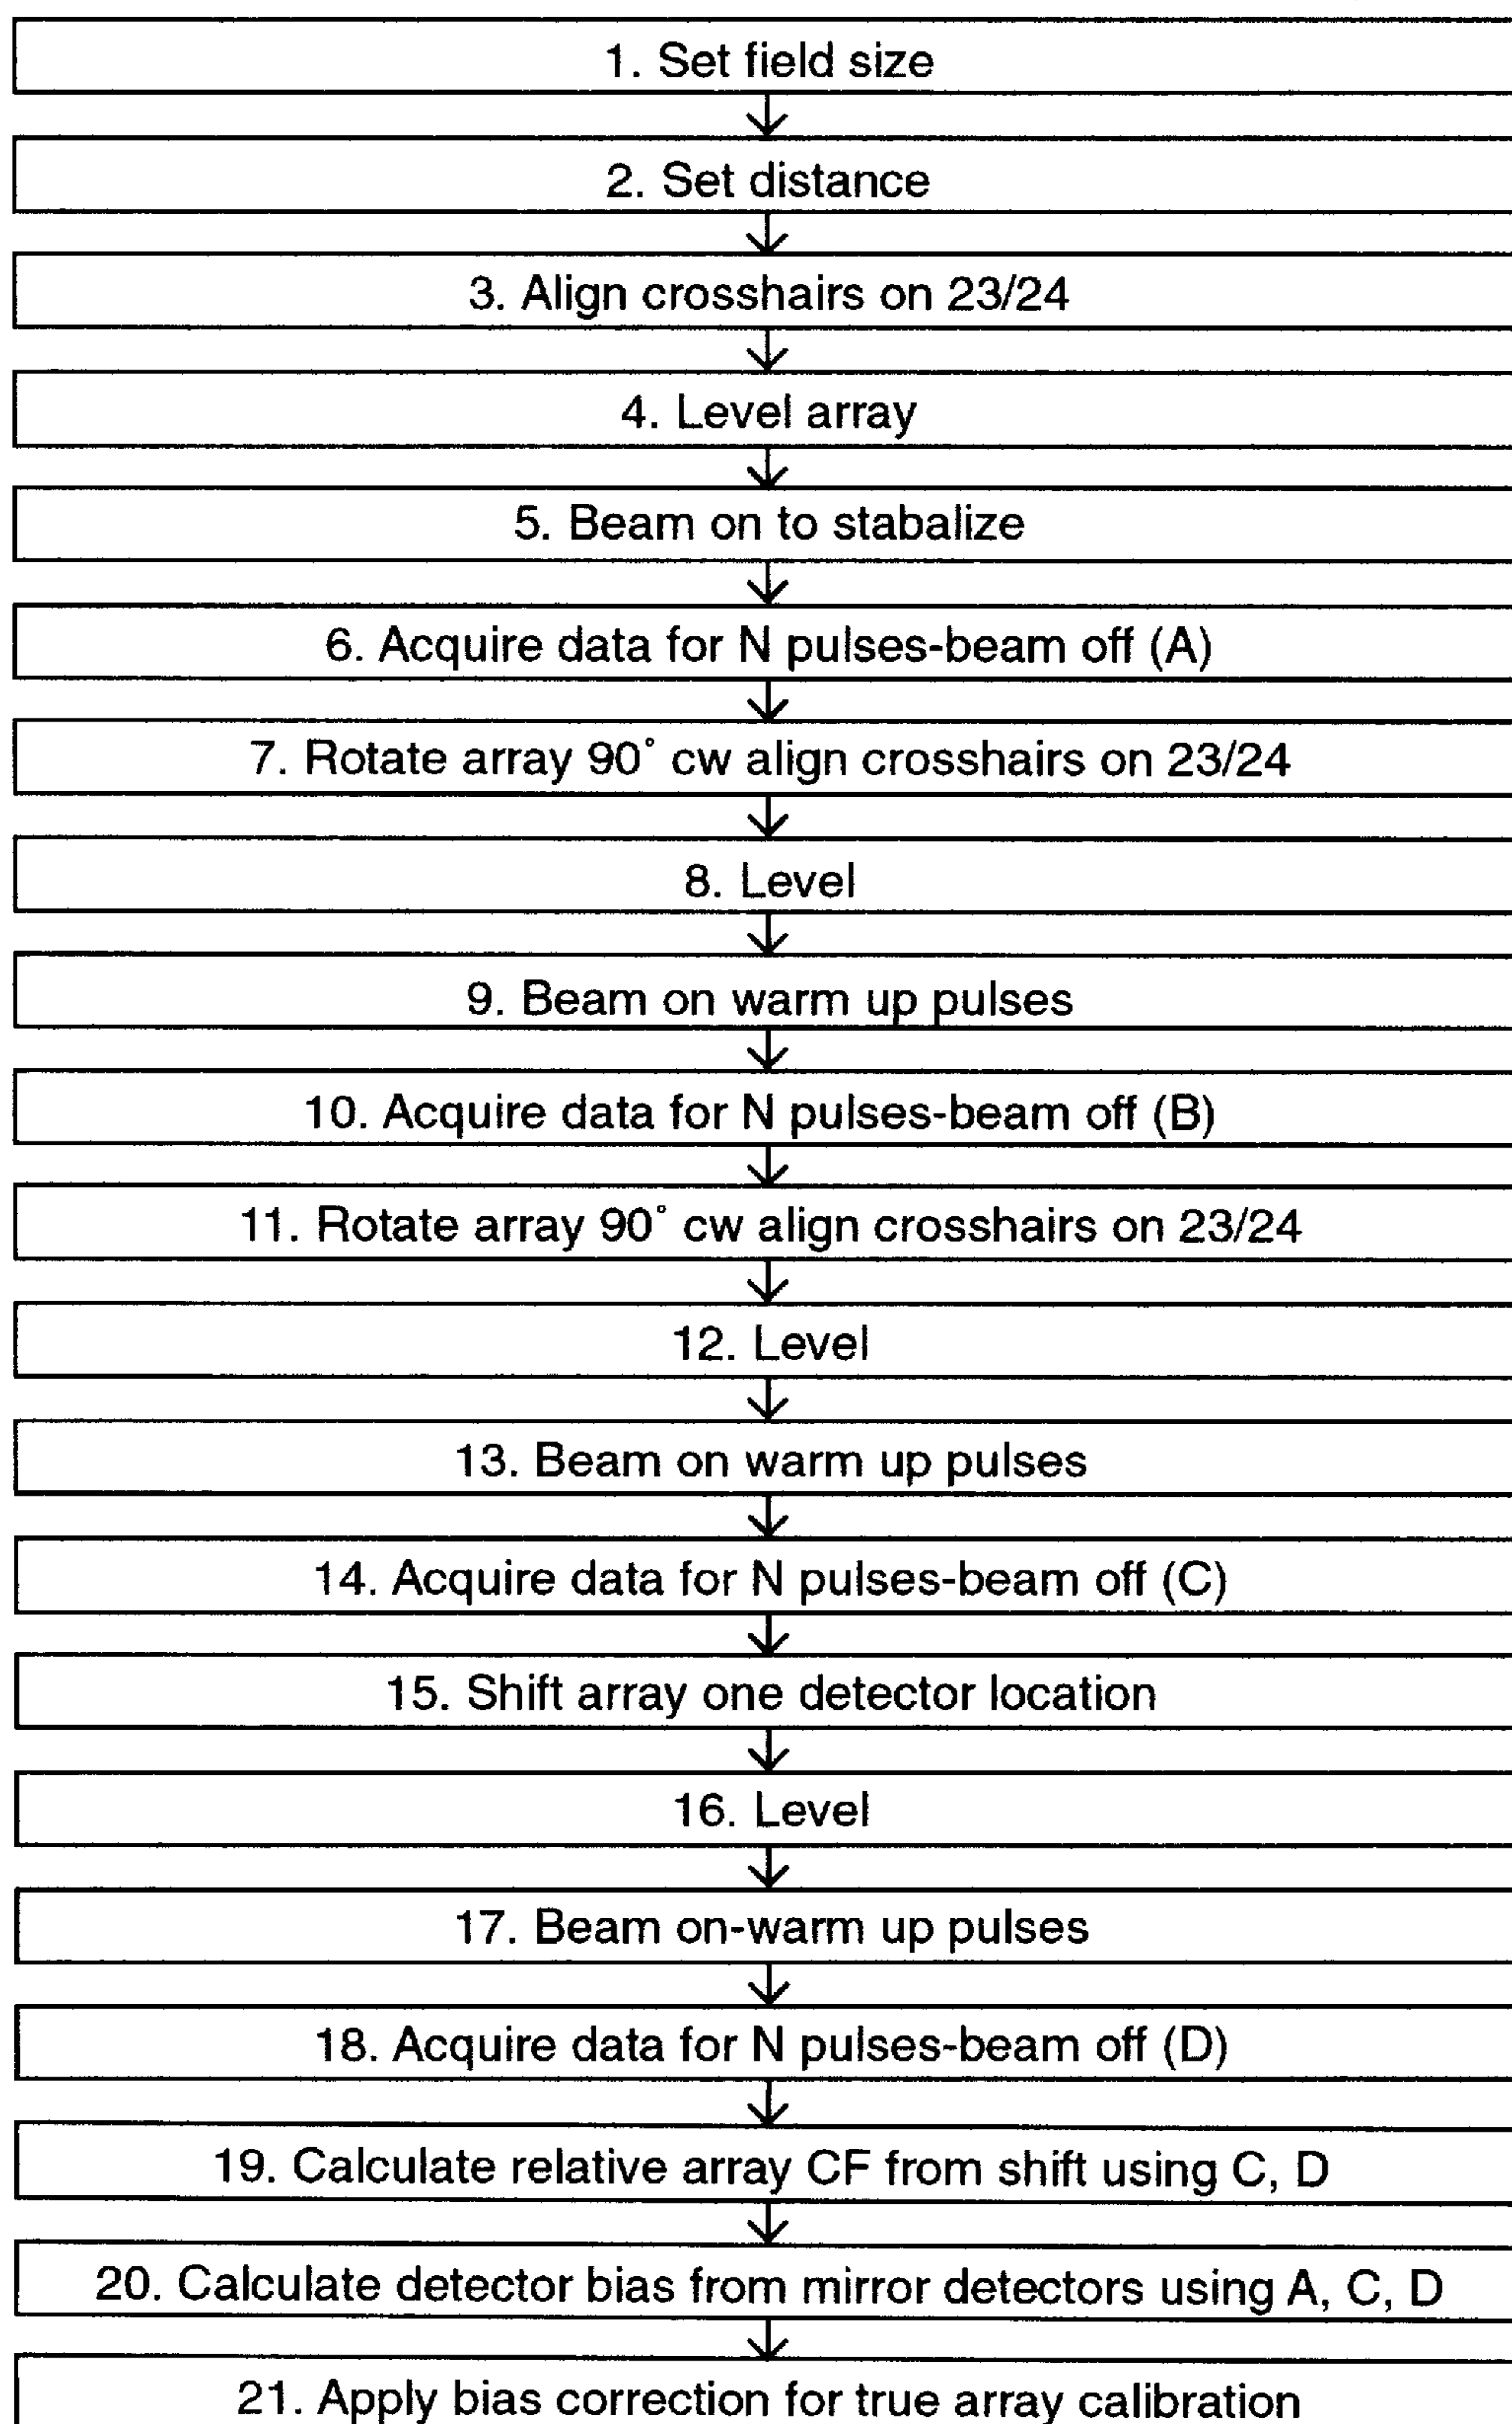 1. Set field size
2. Set distance
3. Align crosshairs on 23/24
4. Level array
5. Beam on to stabalize
6. Acquire data for N pulses-beam off (A)
7. Rotate array 90° cw align crosshairs on 23/24
8. Level
9. Beam on warm up pulses
10. Acquire data for N pulses-beam off (B)
11. Rotate array 90° cw align crosshairs on 23/24
12. Level
13. Beam on warm up pulses
14. Acquire data for N pulses-beam off (C)
15. Shift array one detector location
16. Level
17. Beam on-warm up pulses
18. Acquire data for N pulses-beam off (D)
19. Calculate relative array CF from shift using C, D
20. Calculate detector bias from mirror detectors using A, C, D
21. Apply bias correction for true array calibration